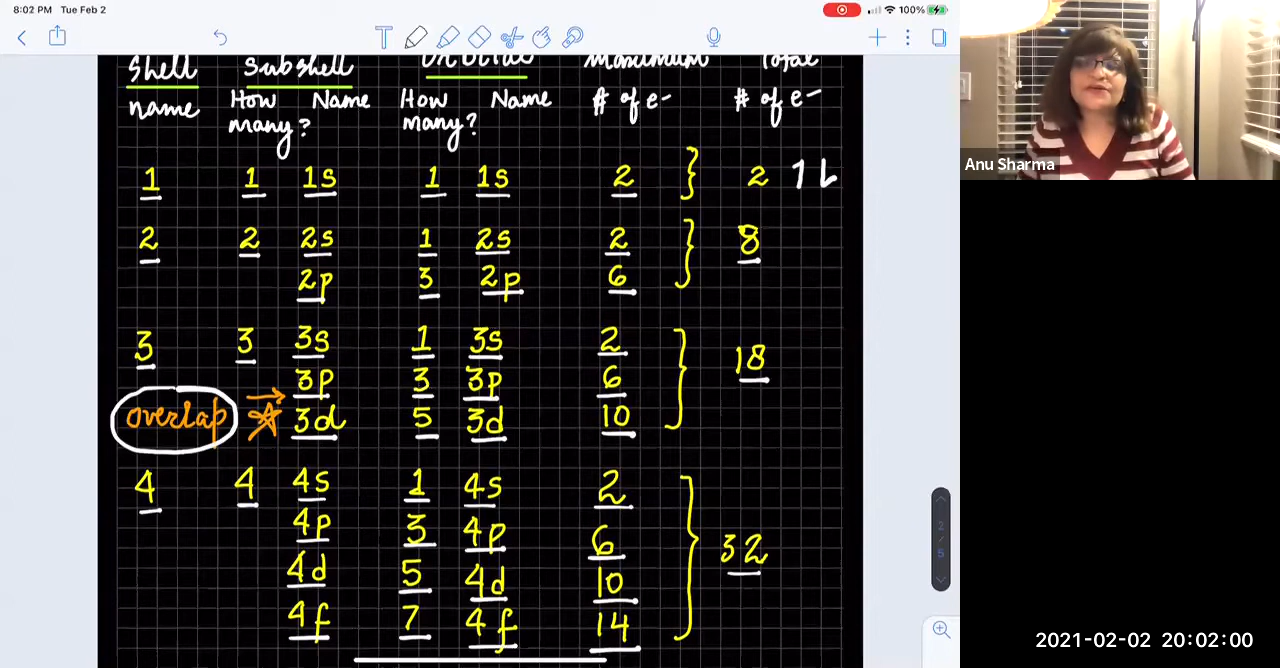 8:02 PM Tue Feb 2
100%
Shell Subshell Orbital Maximum Total
name How many? Name How many? Name # of e- # of e-
1 1 1s 1 1s 2 2 1 L
2 2 2s 1 2s 2 8
2p 3 2p 6
3 3 3s 1 3s 2 18
3p 3 3p 6
overlap 3d 5 3d 10
4 4 4s 1 4s 2 32
4p 3 4p 6
4d 5 4d 10
4f 7 4f 14
Anu Sharma
2 / 5
2021-02-02 20:02:00